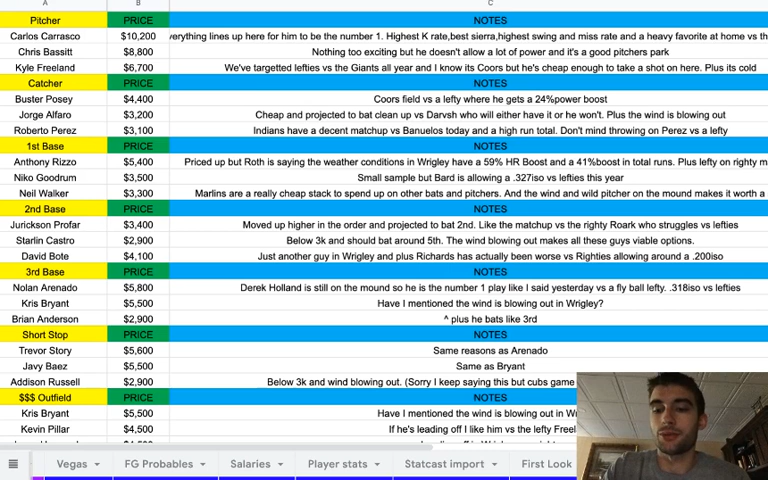 A B C
Pitcher PRICE NOTES
Carlos Carrasco $10,200 verything lines up here for him to be the number 1. Highest K rate,best sierra,highest swing and miss rate and a heavy favorite at home vs th
Chris Bassitt $8,800 Nothing too exciting but he doesn't allow a lot of power and it's a good pitchers park
Kyle Freeland $6,700 We've targetted lefties vs the Giants all year and I know its Coors but he's cheap enough to take a shot on here. Plus its cold
Catcher PRICE NOTES
Buster Posey $4,400 Coors field vs a lefty where he gets a 24%power boost
Jorge Alfaro $3,200 Cheap and projected to bat clean up vs Darvsh who will either have it or he won't. Plus the wind is blowing out
Roberto Perez $3,100 Indians have a decent matchup vs Banuelos today and a high run total. Don't mind throwing on Perez vs a lefty
1st Base PRICE NOTES
Anthony Rizzo $5,400 Priced up but Roth is saying the weather conditions in Wrigley have a 59% HR Boost and a 41%boost in total runs. Plus lefty on righty m
Niko Goodrum $3,500 Small sample but Bard is allowing a .327iso vs lefties this year
Neil Walker $3,300 Marlins are a really cheap stack to spend up on other bats and pitchers. And the wind and wild pitcher on the mound makes it worth a
2nd Base PRICE NOTES
Jurickson Profar $3,400 Moved up higher in the order and projected to bat 2nd. Like the matchup vs the righty Roark who struggles vs lefties
Starlin Castro $2,900 Below 3k and should bat around 5th. The wind blowing out makes all these guys viable options.
David Bote $4,100 Just another guy in Wrigley and plus Richards has actually been worse vs Righties allowing around a .200iso
3rd Base PRICE NOTES
Nolan Arenado $5,800 Derek Holland is still on the mound so he is the number 1 play like I said yesterday vs a fly ball lefty. .318iso vs lefties
Kris Bryant $5,500 Have I mentioned the wind is blowing out in Wrigley?
Brian Anderson $2,900 ^ plus he bats like 3rd
Short Stop PRICE NOTES
Trevor Story $5,600 Same reasons as Arenado
Javy Baez $5,500 Same as Bryant
Addison Russell $2,900 Below 3k and wind blowing out. (Sorry I keep saying this but cubs game
$$$ Outfield PRICE NOTES
Kris Bryant $5,500 Have I mentioned the wind is blowing out in Wr
Kevin Pillar $4,500 If he's leading off I like him vs the lefty Freel
Vegas FG Probables Salaries Player stats Statcast import First Look